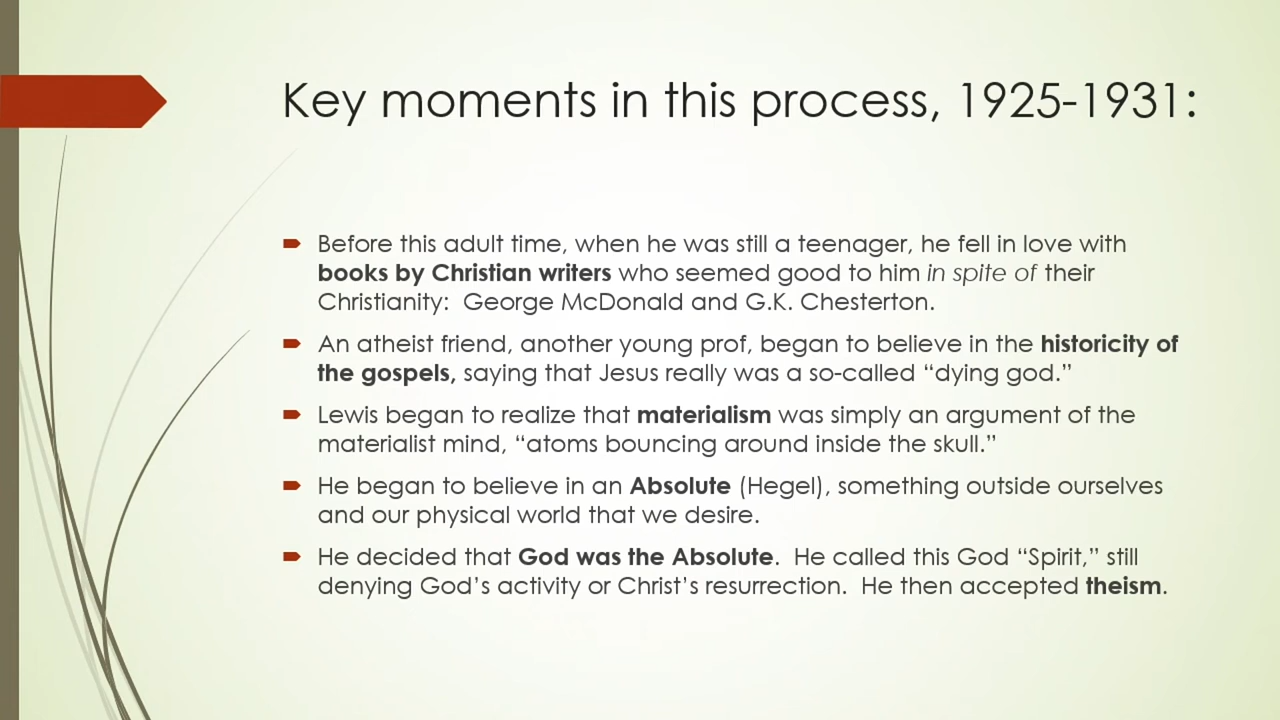 Key moments in this process, 1925-1931:
Before this adult time, when he was still a teenager, he fell in love with
books by Christian writers who seemed good to him in spite of their
Christianity:  George McDonald and G.K. Chesterton.
An atheist friend, another young prof, began to believe in the historicity of
the gospels, saying that Jesus really was a so-called “dying god.”
Lewis began to realize that materialism was simply an argument of the
materialist mind, “atoms bouncing around inside the skull.”
He began to believe in an Absolute (Hegel), something outside ourselves
and our physical world that we desire.
He decided that God was the Absolute.  He called this God “Spirit,” still
denying God’s activity or Christ’s resurrection.  He then accepted theism.